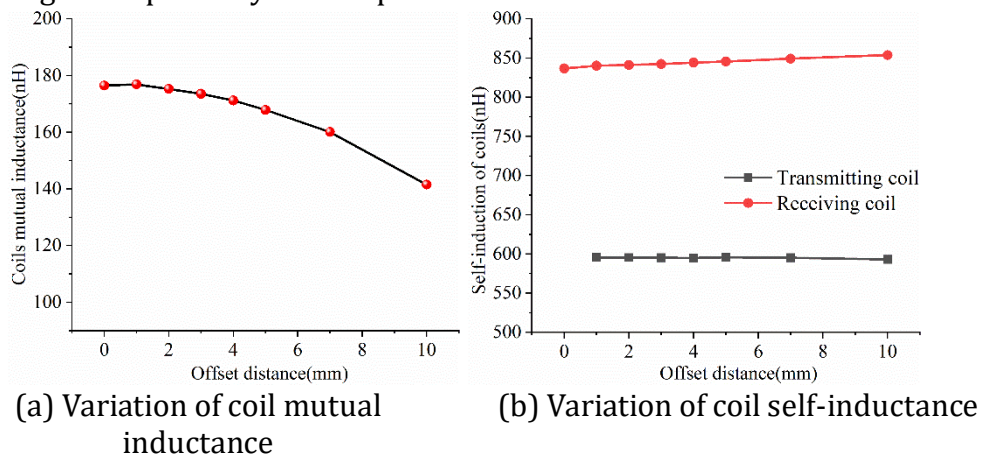 200
180
160
140
120
100
Coils mutual inductance(nH)
0 2 4 6 8 10
Offset distance(mm)
(a) Variation of coil mutual
inductance
900
850
800
750
700
650
600
550
500
Self-induction of coils(nH)
Transmitting coil
Receiving coil
0 2 4 6 8 10
Offset distance(mm)
(b) Variation of coil self-inductance